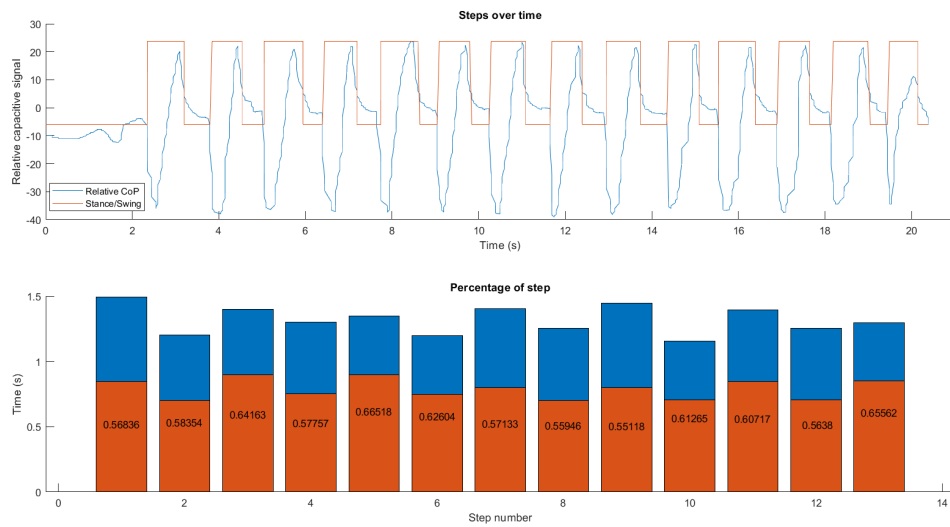 Steps over time
30
20
10
0
-10
-20
-30
-40
Relative capacitive signal
Relative CoP
Stance/Swing
0 2 4 6 8 10 12 14 16 18 20
Time (s)
Percentage of step
1.5
1
0.5
0
Time (s)
0.56836 0.58354 0.64163 0.57757 0.66518 0.62604 0.57133 0.55946 0.55118 0.61265 0.60717 0.5638 0.65562
0 2 4 6 8 10 12 14
Step number